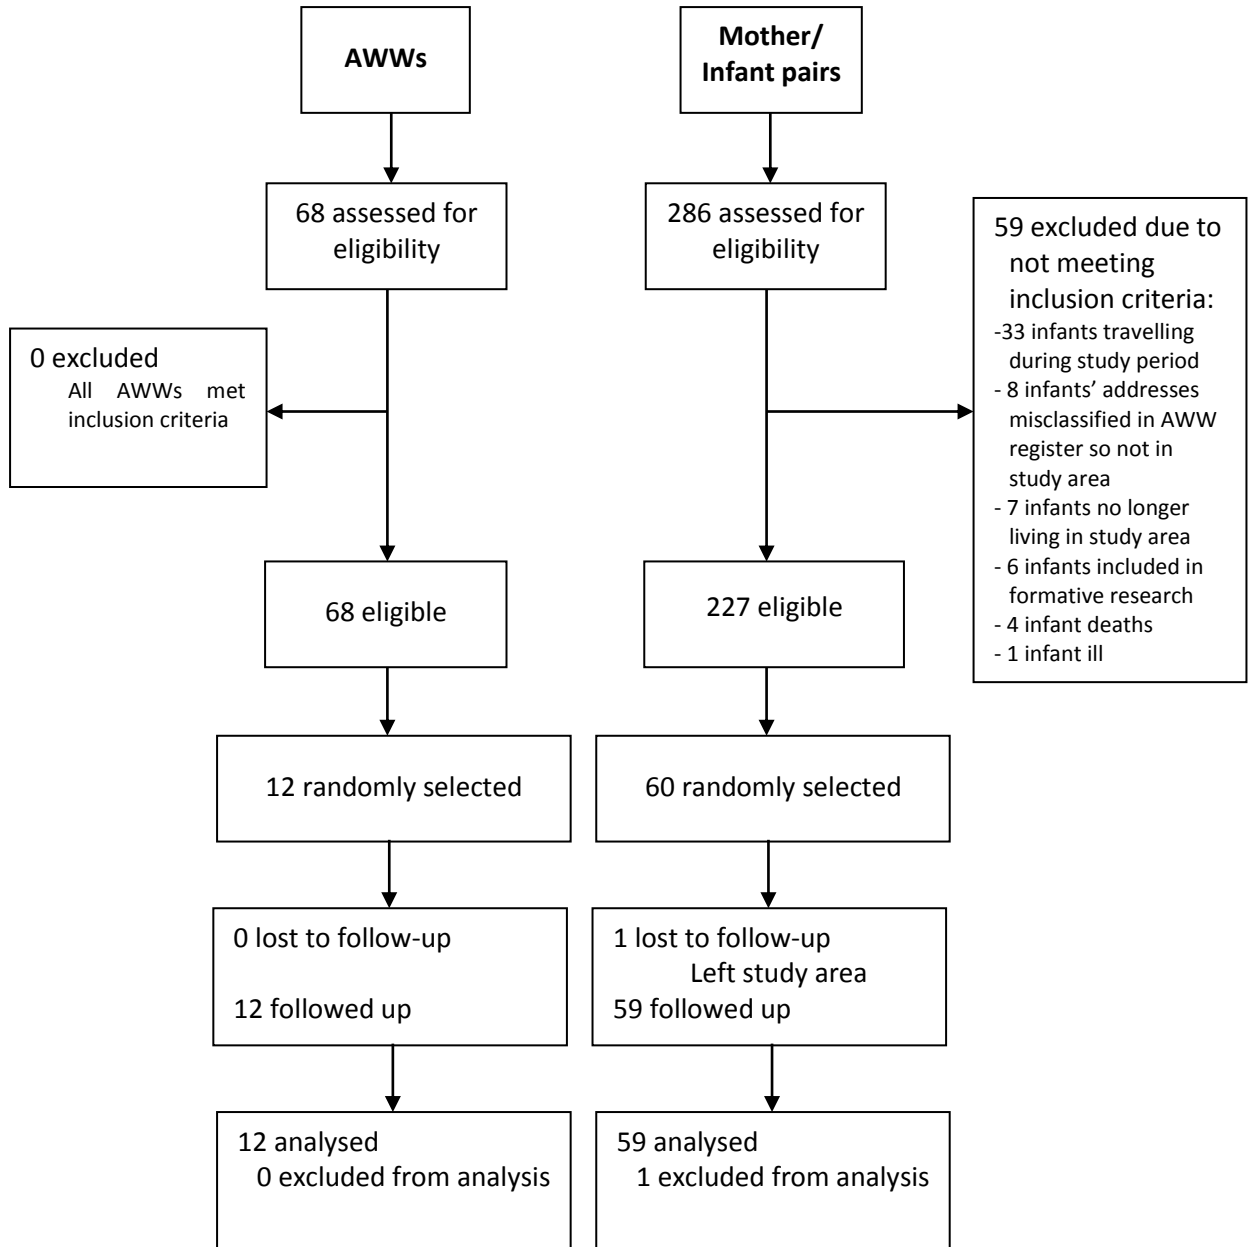 AWWs
Mother/
Infant pairs
68 assessed for
eligibility
286 assessed for
eligibility
59 excluded due to
not meeting
inclusion criteria:
-33 infants travelling
during study period
- 8 infants’ addresses
misclassified in AWW
register so not in
study area
- 7 infants no longer
living in study area
- 6 infants included in
formative research
- 4 infant deaths
- 1 infant ill
0 excluded
All AWWs met
inclusion criteria
68 eligible
227 eligible
12 randomly selected
60 randomly selected
0 lost to follow-up
12 followed up
1 lost to follow-up
Left study area
59 followed up
12 analysed
0 excluded from analysis
59 analysed
1 excluded from analysis